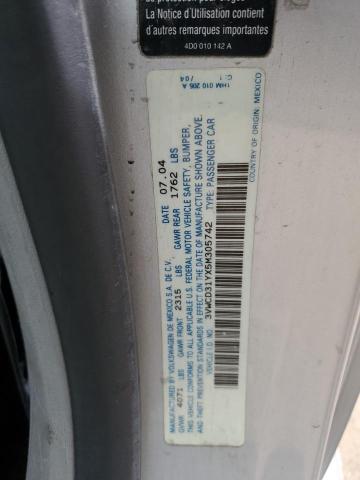 La Notice d'Utilisation contient
d'autres remarques importantes
4D0 010 142 A
1HM 010 206 A
/ 04
MANUFACTURED BY VOLKSWAGEN DE MEXICO S.A. DE C.V. DATE 07.04
GVWR 4071 LBS GAWR FRONT 2315 LBS GAWR REAR 1762 LBS
THIS VEHICLE CONFORMS TO ALL APPLICABLE U.S. FEDERAL MOTOR VEHICLE SAFETY, BUMPER,
AND THEFT PREVENTION STANDARDS IN EFFECT ON THE DATE OF MANUFACTURE SHOWN ABOVE.
VEHICLE I.D. NO.: 3VWCD31YX5M305742 TYPE: PASSENGER CAR
COUNTRY OF ORIGIN: MEXICO